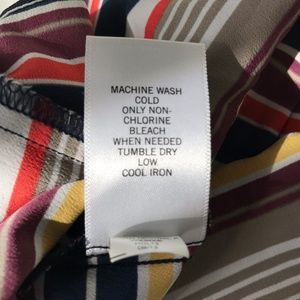 MACHINE WASH
COLD
ONLY NON-
CHLORINE
BLEACH
WHEN NEEDED
TUMBLE DRY
LOW
COOL IRON